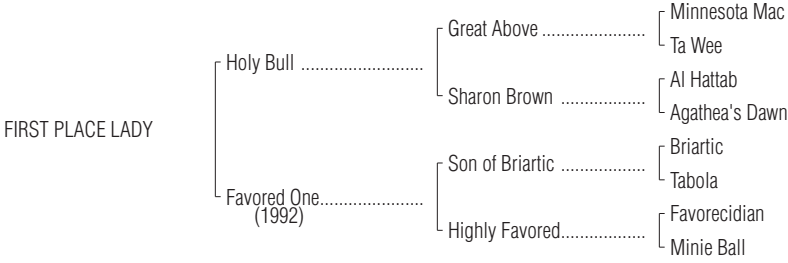 Minnesota Mac
Great Above ......................
Ta Wee
Holy Bull ..........................
Al Hattab
Sharon Brown ..................
Agathea's Dawn
FIRST PLACE LADY
Briartic
Son of Briartic ..................
Tabola
Favored One......................
(1992)
Favorecidian
Highly Favored..................
Minie Ball